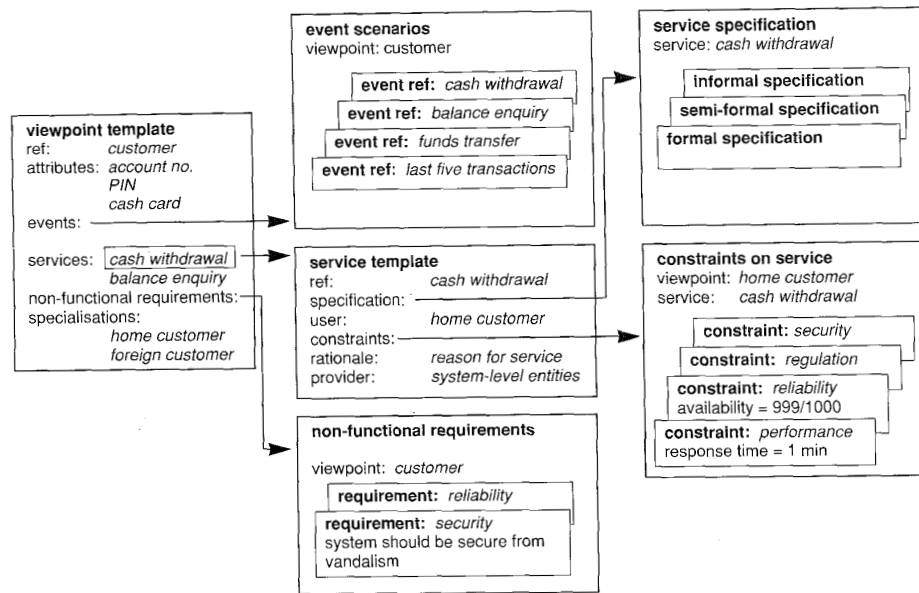 viewpoint template
ref: customer
attributes: account no.
PIN
cash card
events:
services: cash withdrawal
balance enquiry
non-functional requirements:
specialisations:
home customer
foreign customer
event scenarios
viewpoint: customer
event ref: cash withdrawal
event ref: balance enquiry
event ref: funds transfer
event ref: last five transactions
service template
ref: cash withdrawal
specification:
user: home customer
constraints:
rationale: reason for service
provider: system-level entities
non-functional requirements
viewpoint: customer
requirement: reliability
requirement: security
system should be secure from
vandalism
service specification
service: cash withdrawal
informal specification
semi-formal specification
formal specification
constraints on service
viewpoint: home customer
service: cash withdrawal
constraint: security
constraint: regulation
constraint: reliability
availability = 999/1000
constraint: performance
response time = 1 min